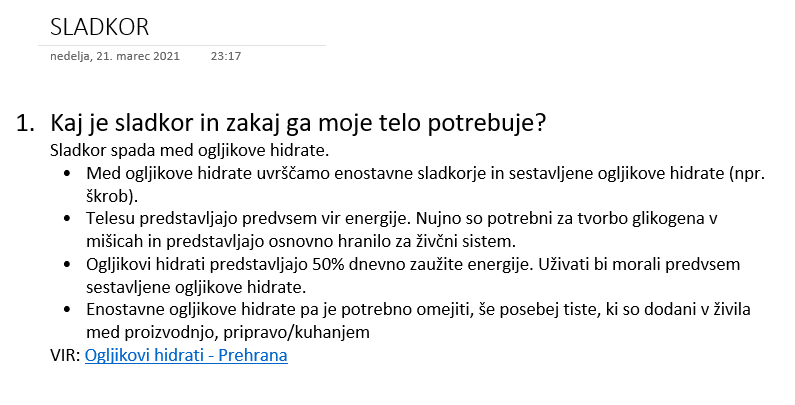 SLADKOR
nedelja, 21. marec 2021 23:17
1. Kaj je sladkor in zakaj ga moje telo potrebuje?
Sladkor spada med ogljikove hidrate.
• Med ogljikove hidrate uvrščamo enostavne sladkorje in sestavljene ogljikove hidrate (npr.
škrob).
• Telesu predstavljajo predvsem vir energije. Nujno so potrebni za tvorbo glikogena v
mišicah in predstavljajo osnovno hranilo za živčni sistem.
• Ogljikovi hidrati predstavljajo 50% dnevno zaužite energije. Uživati bi morali predvsem
sestavljene ogljikove hidrate.
• Enostavne ogljikove hidrate pa je potrebno omejiti, še posebej tiste, ki so dodani v živila
med proizvodnjo, pripravo/kuhanjem
VIR: Ogljikovi hidrati - Prehrana